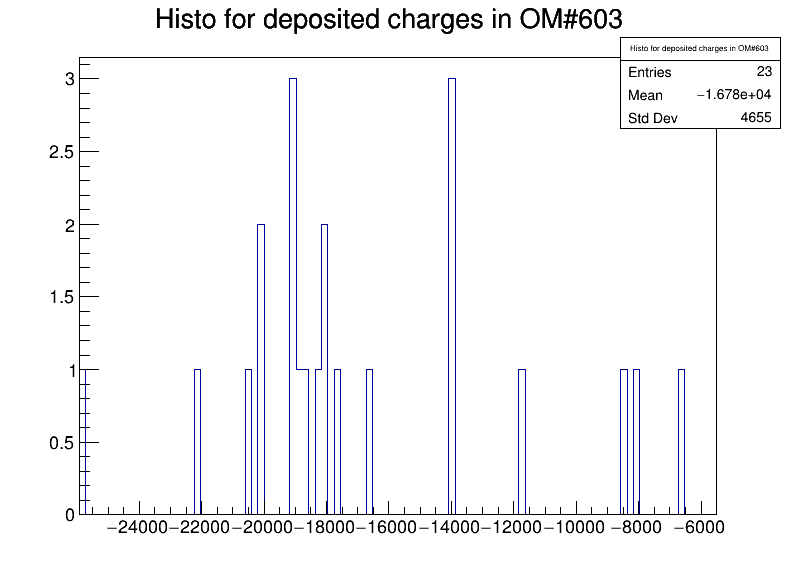 Histo for deposited charges in OM#603
Histo for deposited charges in OM#603
Entries 23
Mean −1.678e+04
Std Dev 4655
3
2.5
2
1.5
1
0.5
0
−24000 −22000 −20000 −18000 −16000 −14000 −12000 −10000 −8000 −6000